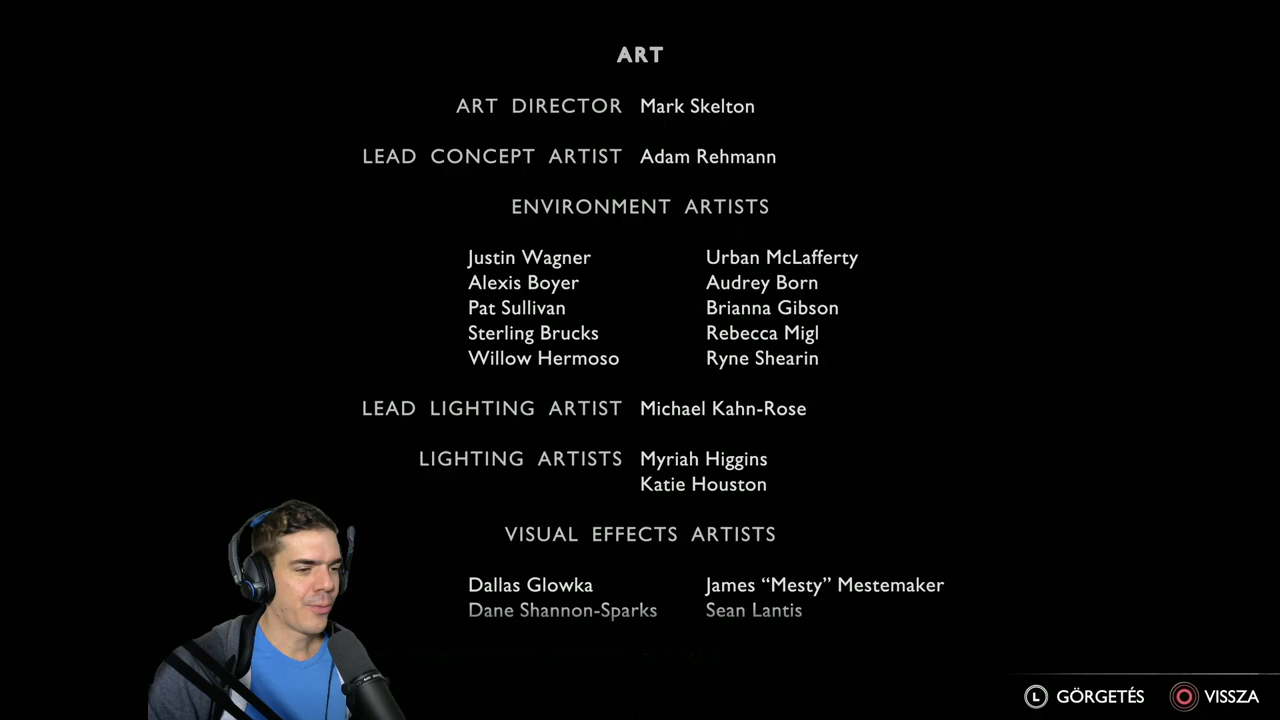 ART
ART DIRECTOR Mark Skelton
LEAD CONCEPT ARTIST Adam Rehmann
ENVIRONMENT ARTISTS
Justin Wagner Urban McLafferty
Alexis Boyer Audrey Born
Pat Sullivan Brianna Gibson
Sterling Brucks Rebecca Migl
Willow Hermoso Ryne Shearin
LEAD LIGHTING ARTIST Michael Kahn-Rose
LIGHTING ARTISTS Myriah Higgins
Katie Houston
VISUAL EFFECTS ARTISTS
Dallas Glowka James “Mesty” Mestemaker
Dane Shannon-Sparks Sean Lantis
L GÖRGETÉS VISSZA